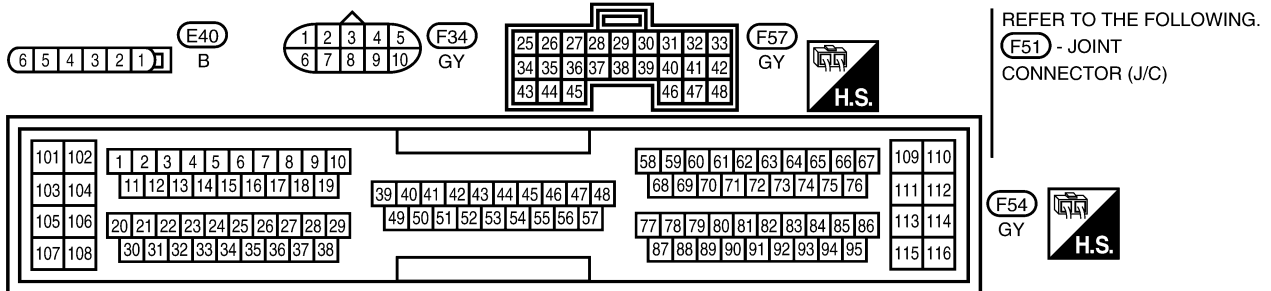 E40
B
6 5 4 3 2 1
1 2 3 4 5
6 7 8 9 10
F34
GY
25 26 27 28 29 30 31 32 33
34 35 36 37 38 39 40 41 42
43 44 45 46 47 48
F57
GY
H.S.
REFER TO THE FOLLOWING.
F51 - JOINT
CONNECTOR (J/C)
101 102
103 104
105 106
107 108
1 2 3 4 5 6 7 8 9 10
11 12 13 14 15 16 17 18 19
20 21 22 23 24 25 26 27 28 29
30 31 32 33 34 35 36 37 38
39 40 41 42 43 44 45 46 47 48
49 50 51 52 53 54 55 56 57
58 59 60 61 62 63 64 65 66 67
68 69 70 71 72 73 74 75 76
77 78 79 80 81 82 83 84 85 86
87 88 89 90 91 92 93 94 95
109 110
111 112
113 114
115 116
F54
GY
H.S.